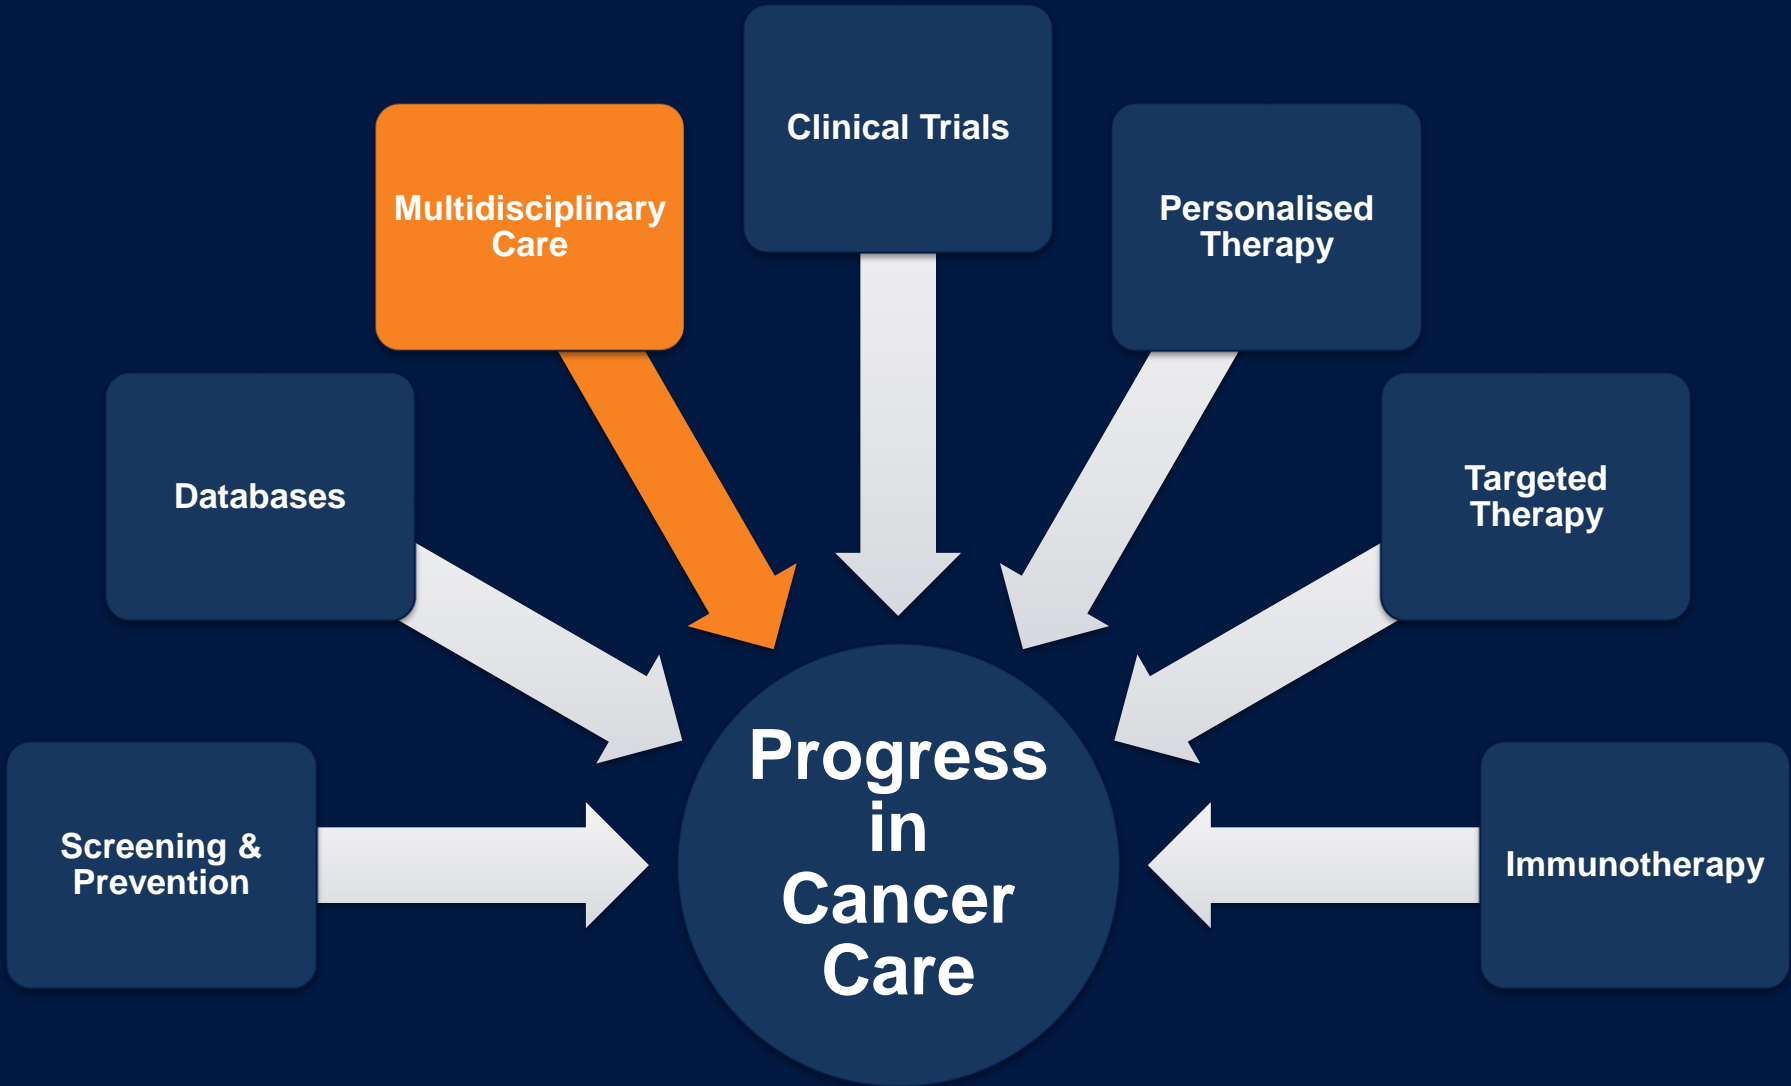 Clinical Trials
Multidisciplinary
Care
Personalised
Therapy
Databases
Targeted
Therapy
Screening &
Prevention
Immunotherapy
Progress
in
Cancer
Care